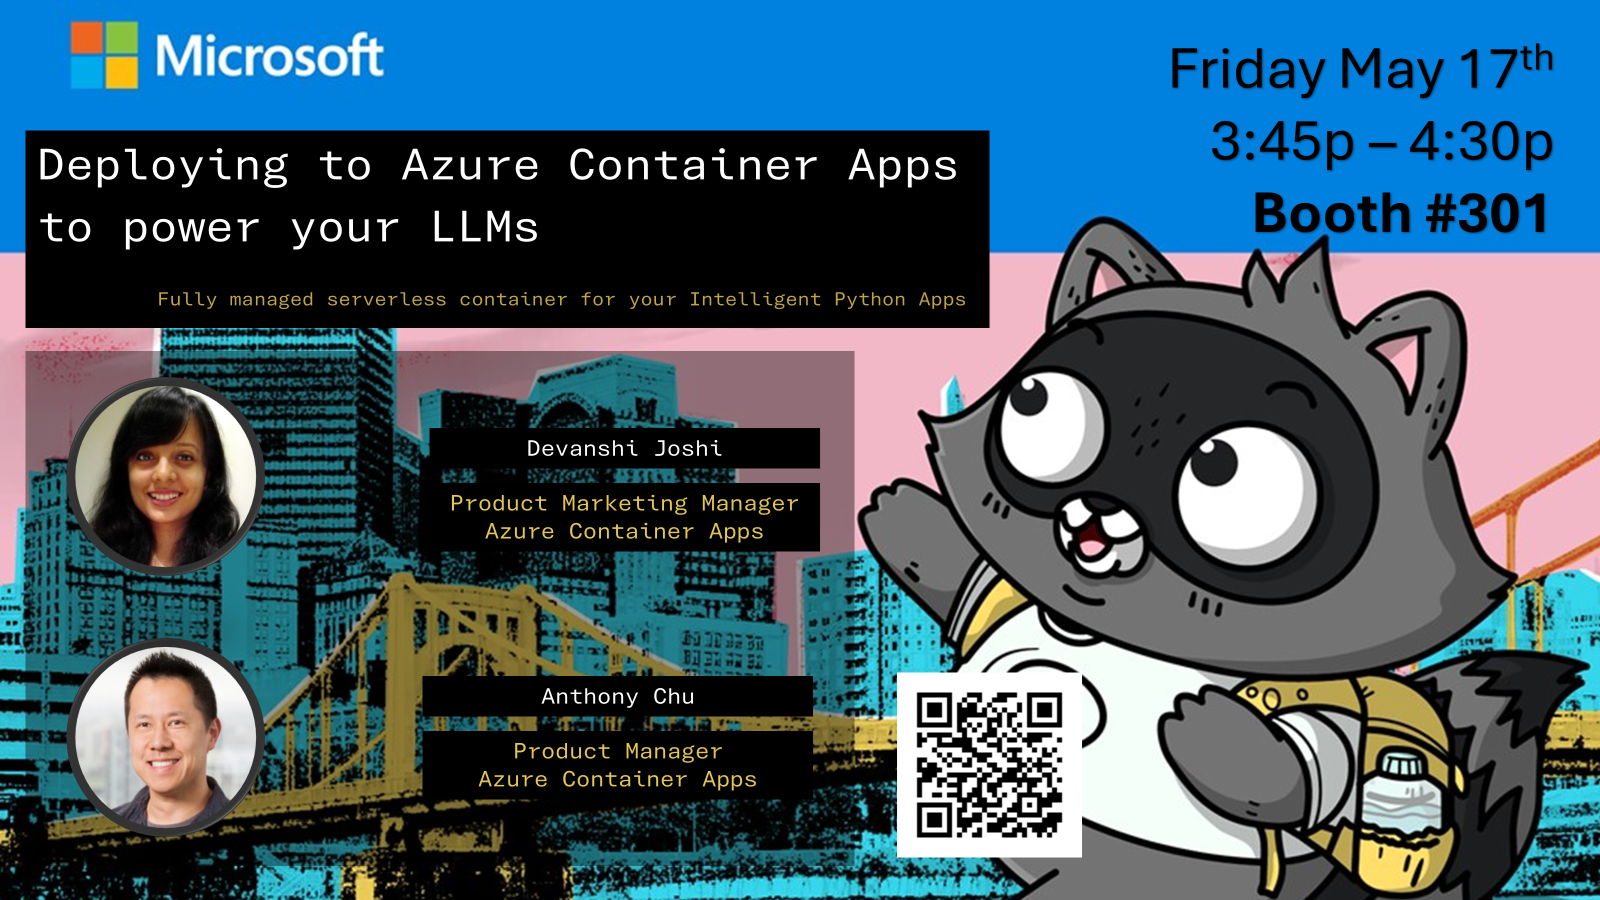 Microsoft
Friday May 17th
3:45p – 4:30p
Booth #301
Deploying to Azure Container Apps
to power your LLMs
Fully managed serverless container for your Intelligent Python Apps
Devanshi Joshi
Product Marketing Manager
Azure Container Apps
Anthony Chu
Product Manager
Azure Container Apps